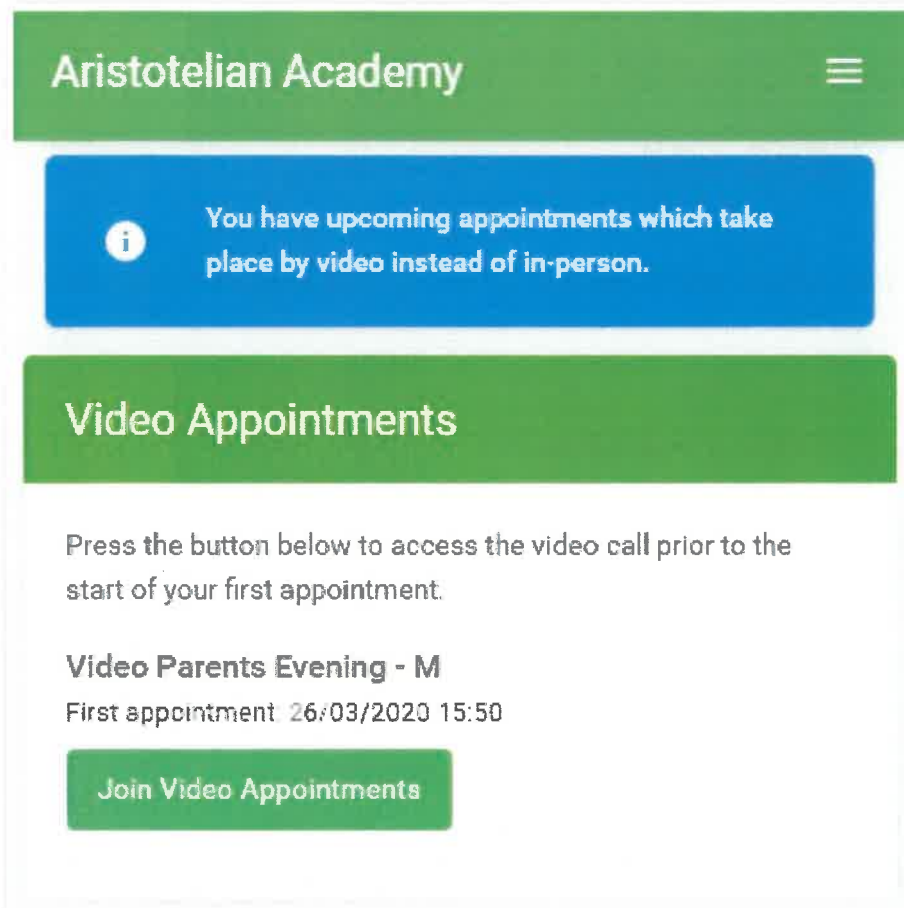 Aristotelian Academy
You have upcoming appointments which take
place by video instead of in-person.
Video Appointments
Press the button below to access the video call prior to the
start of your first appointment.
Video Parents Evening - M
First appointment 26/03/2020 15:50
Join Video Appointments